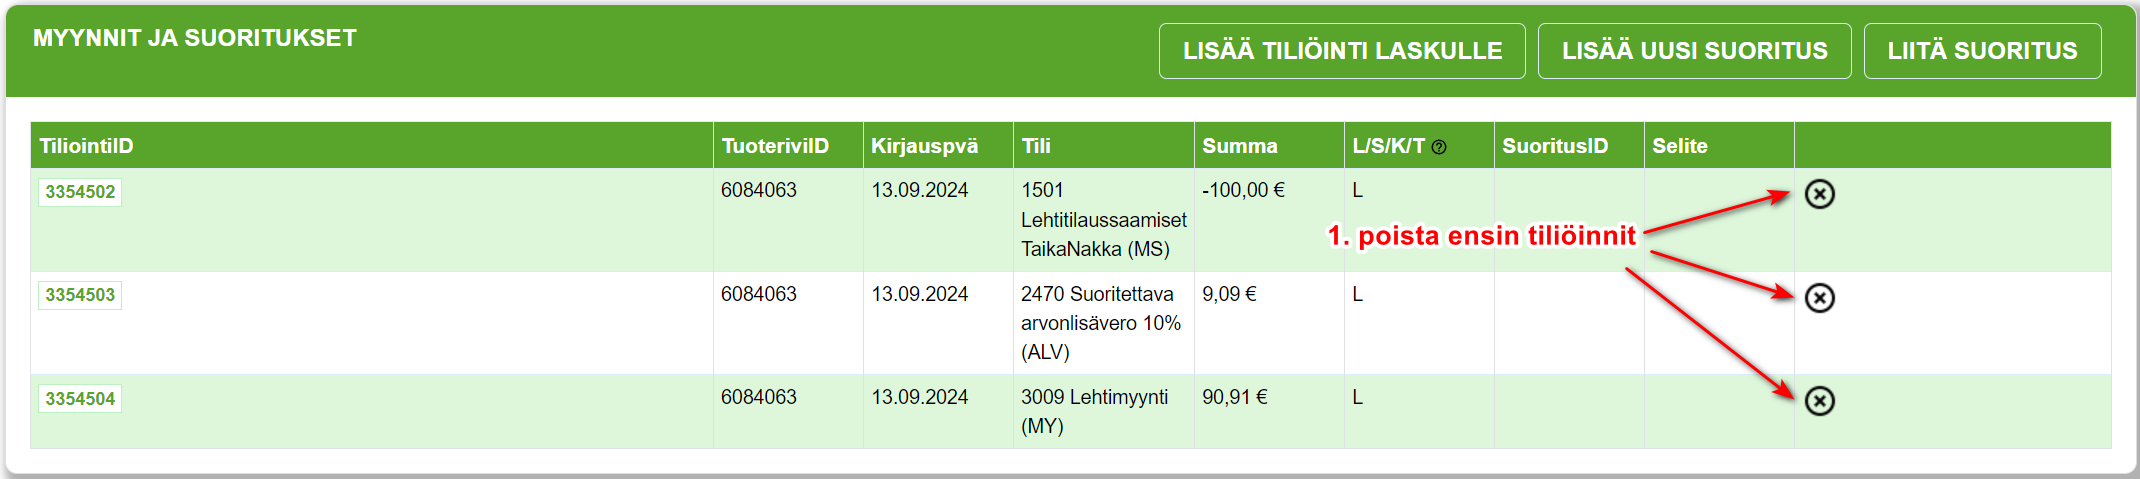 MYYNNIT JA SUORITUKSET
LISÄÄ TILIÖINTI LASKULLE
LISÄÄ UUSI SUORITUS
LIITÄ SUORITUS
TiliointiID TuoteriviID Kirjauspvä Tili Summa L/S/K/T SuoritusID Selite
3354502 6084063 13.09.2024 1501 -100,00 € L
Lehtitilaussaamiset
TaikaNakka (MS)
1. poista ensin tiliöinnit
3354503 6084063 13.09.2024 2470 Suoritettava 9,09 € L
arvonlisävero 10%
(ALV)
3354504 6084063 13.09.2024 3009 Lehtimyynti 90,91 € L
(MY)